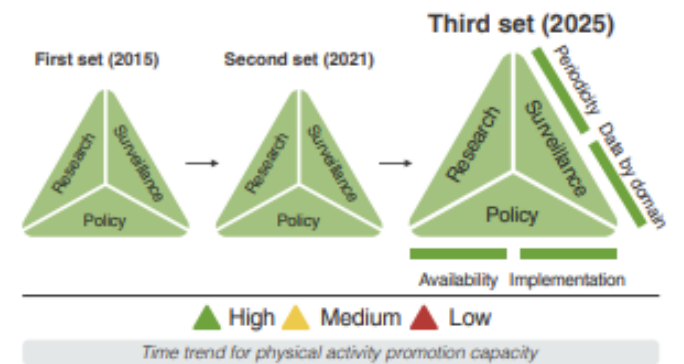 Third set (2025)
First set (2015)
Second set (2021)
Research
Surveillance
Policy
Research
Surveillance
Policy
Research
Surveillance
Policy
Periodicity
Data by domain
Availability
Implementation
High
Medium
Low
Time trend for physical activity promotion capacity